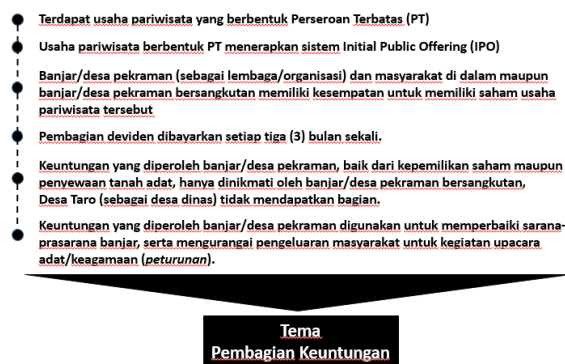 Terdapat usaha pariwisata yang berbentuk Perseroan Terbatas (PT)
Usaha pariwisata berbentuk PT menerapkan sistem Initial Public Offering (IPO)
Banjar/desa pekraman (sebagai lembaga/organisasi) dan masyarakat di dalam maupun
banjar/desa pekraman bersangkutan memiliki kesempatan untuk memiliki saham usaha
pariwisata tersebut
Pembagian deviden dibayarkan setiap tiga (3) bulan sekali.
Keuntungan yang diperoleh banjar/desa pekraman, baik dari kepemilikan saham maupun
penyewaan tanah adat, hanya dinikmati oleh banjar/desa pekraman bersangkutan,
Desa Taro (sebagai desa dinas) tidak mendapatkan bagian.
Keuntungan yang diperoleh banjar/desa pekraman digunakan untuk memperbaiki sarana-
prasarana banjar, serta mengurangai pengeluaran masyarakat untuk kegiatan upacara
adat/keagamaan (peturunan).
Tema
Pembagian Keuntungan